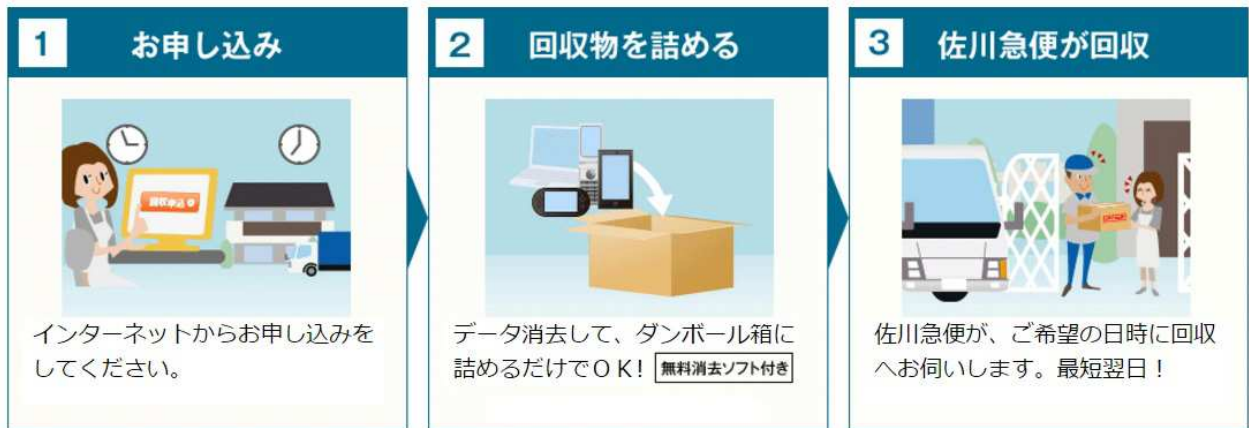 1 お申し込み
回収申込
インターネットからお申し込みを
してください。
2 回収物を詰める
データ消去して、ダンボール箱に
詰めるだけでＯＫ! 無料消去ソフト付き
3 佐川急便が回収
佐川急便が、ご希望の日時に回収
へお伺いします。最短翌日！